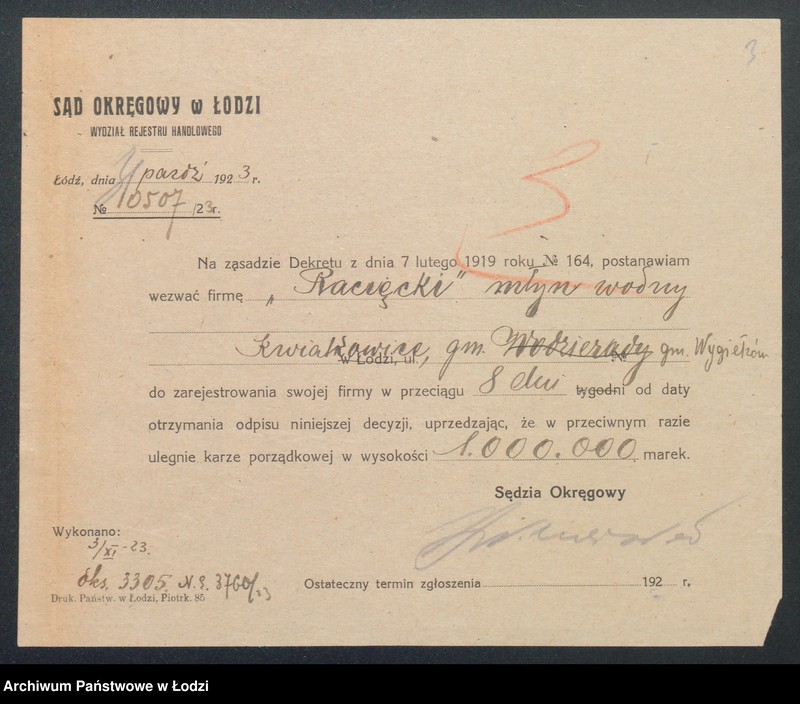 3
SĄD OKRĘGOWY w ŁODZI
WYDZIAŁ REJESTRU HANDLOWEGO
Łódź, dnia 31 paźdź 1923 r.
№ 10507/23 r.
3
Na zasadzie Dekretu z dnia 7 lutego 1919 roku № 164, postanawiam
wezwać firmę „Racięcki" młyn wodny
Kwiatkowice, gm. Wodzierady gm. Wygiełzów
w Łodzi, ul. №
do zarejestrowania swojej firmy w przeciągu 8 dni tygodni od daty
otrzymania odpisu niniejszej decyzji, uprzedzając, że w przeciwnym razie
ulegnie karze porządkowej w wysokości 1.000.000 marek.
Sędzia Okręgowy
Wykonano:
3/XI-23.
3305 3760/23
Ostateczny termin zgłoszenia 192 r.
Druk. Państw. w Łodzi, Piotrk. 85
Archiwum Państwowe w Łodzi